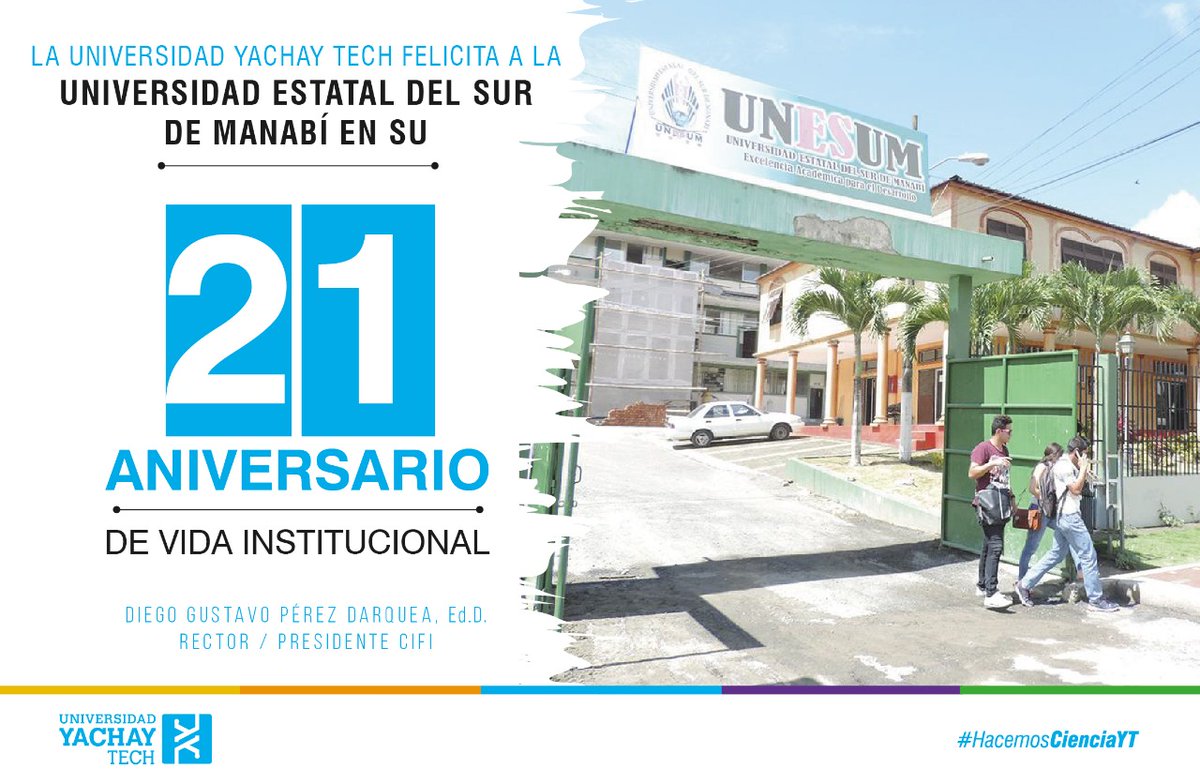 LA UNIVERSIDAD YACHAY TECH FELICITA A LA
UNIVERSIDAD ESTATAL DEL SUR
DE MANABÍ EN SU
21
ANIVERSARIO
DE VIDA INSTITUCIONAL
DIEGO GUSTAVO PÉREZ DARQUEA, Ed.D.
RECTOR / PRESIDENTE CIFI
UNESUM
UNESUM
UNIVERSIDAD ESTATAL DEL SUR DE MANABÍ
Excelencia Académica para el Desarrollo
UNIVERSIDAD
YACHAY
TECH
#HacemosCienciaYT